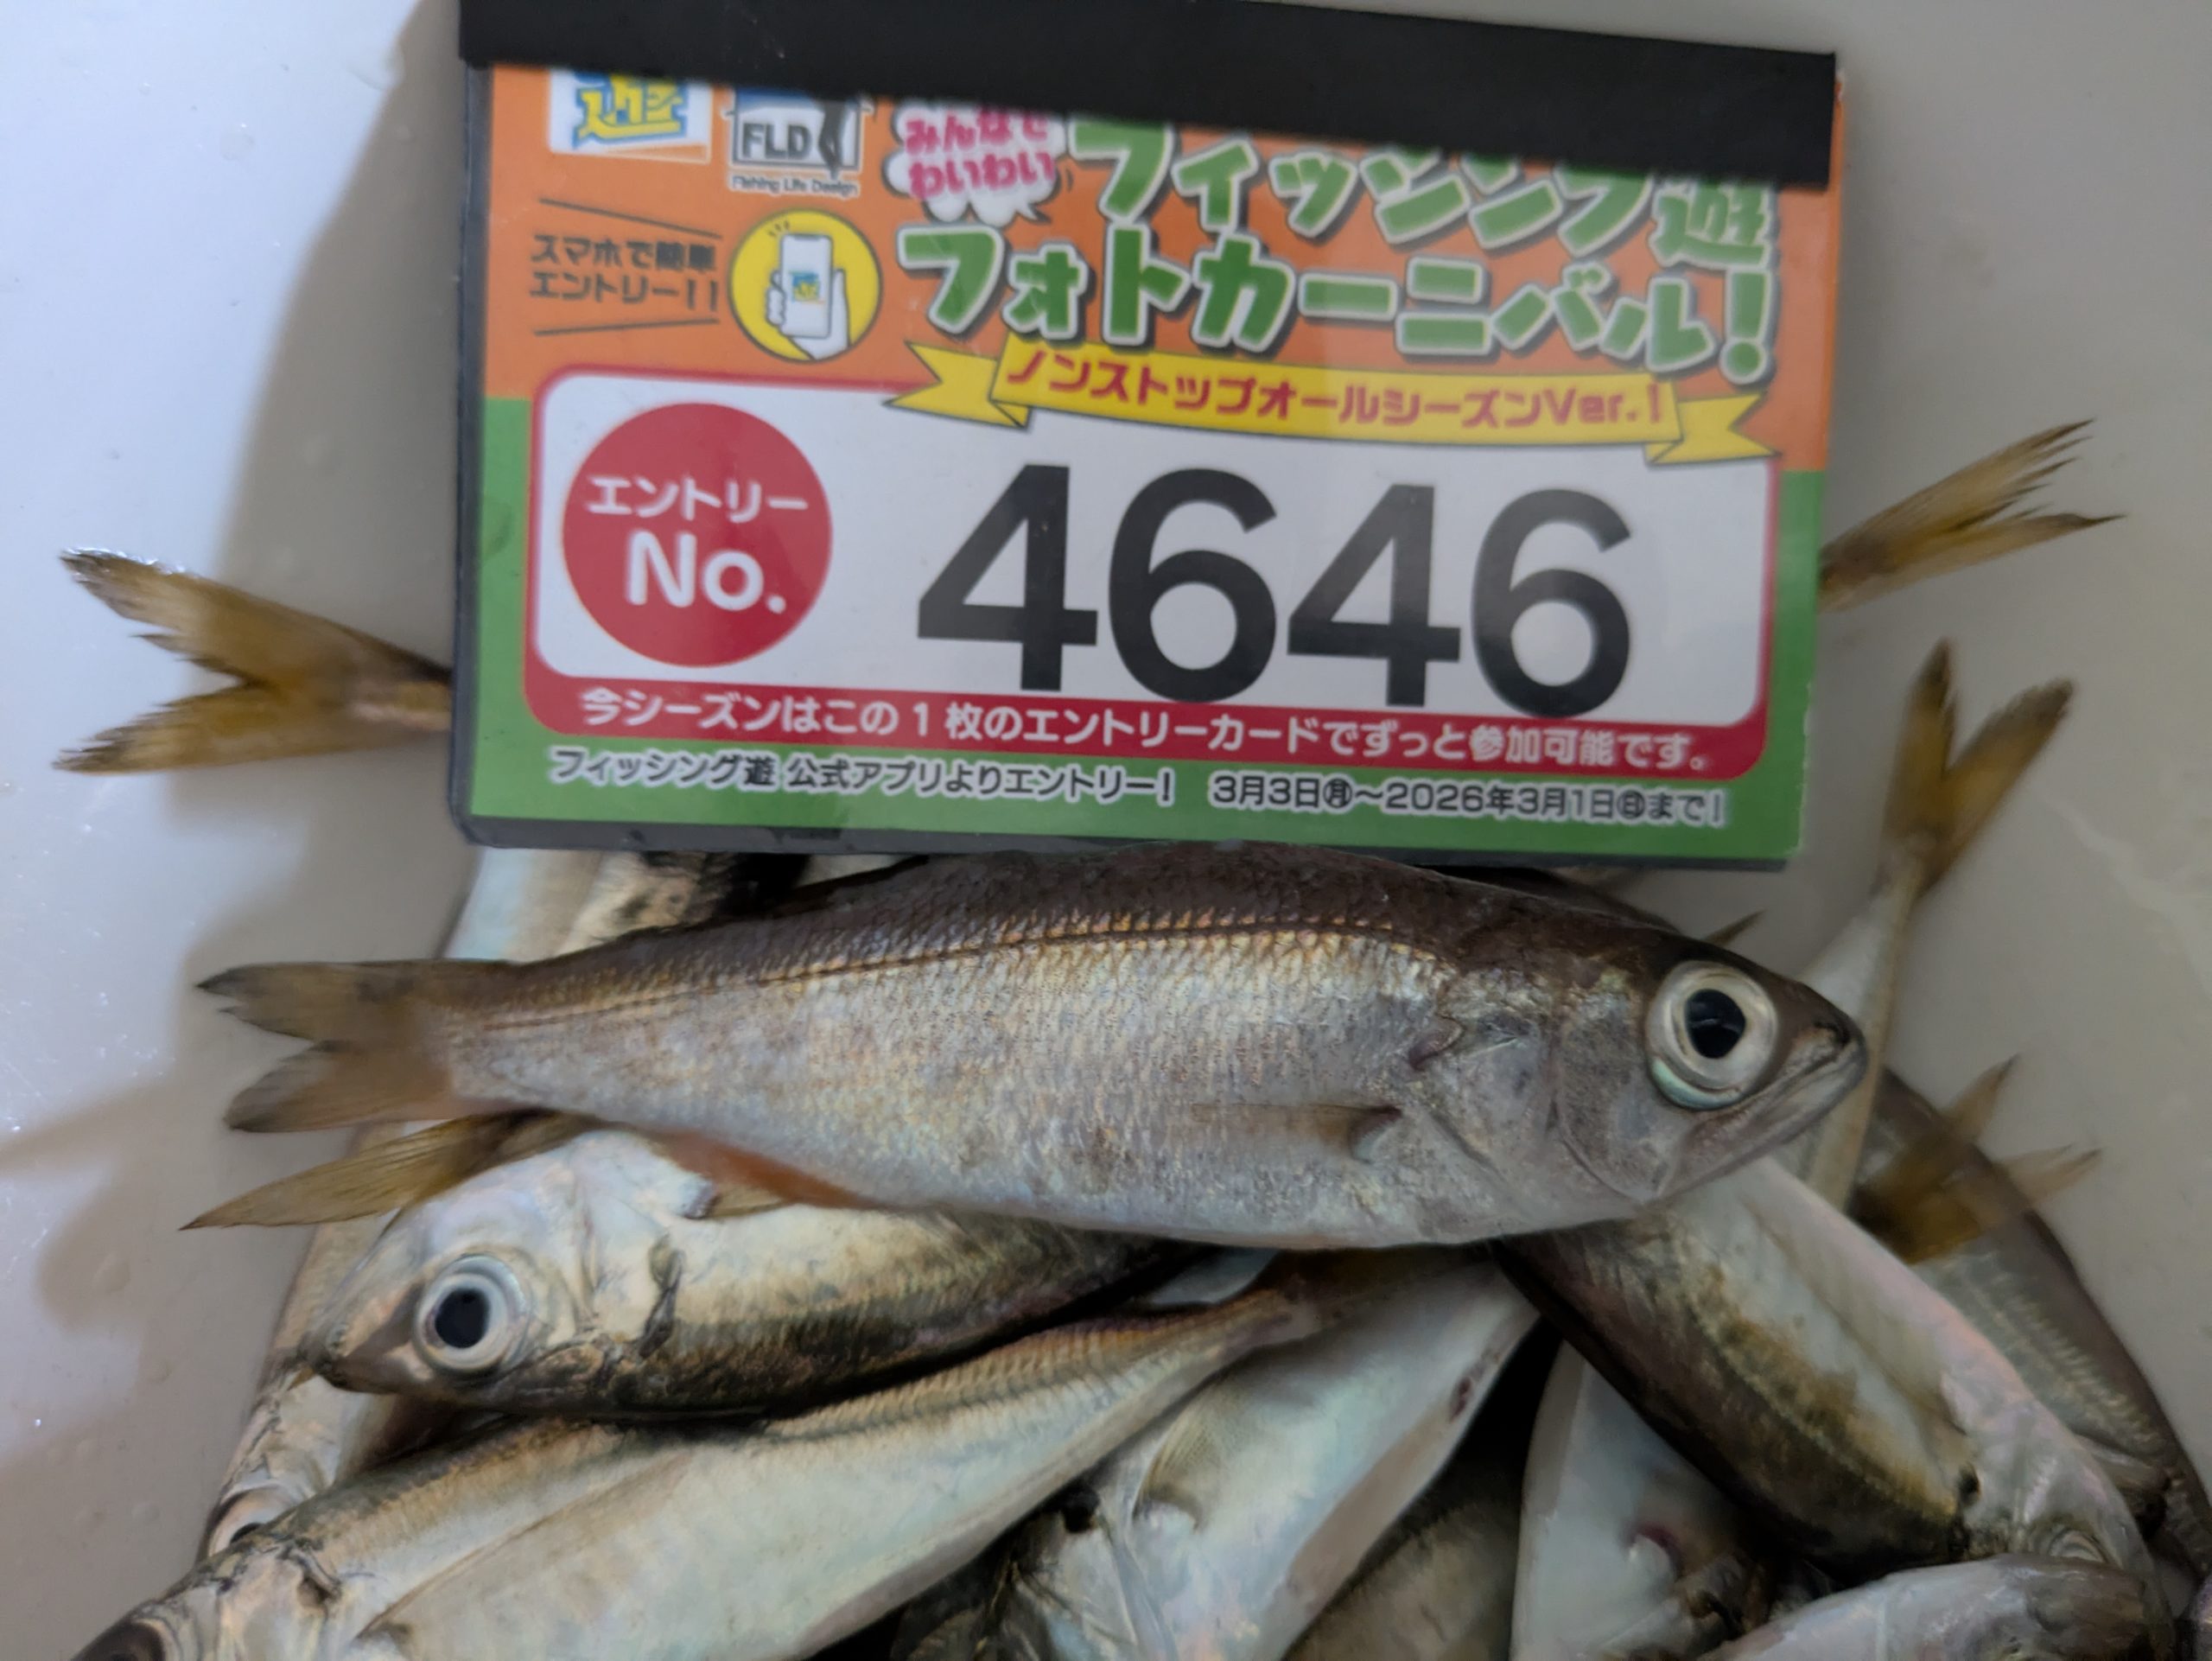 遊
FLD
Fishing Life Design
みんなで
わいわい
フィッシング遊
フォトカーニバル!
スマホで簡単
エントリー!!
ノンストップオールシーズンVer.!
エントリー
No.
4646
今シーズンはこの1枚のエントリーカードでずっと参加可能です。
フィッシング遊 公式アプリよりエントリー! 3月3日㊊~2026年3月1日㊐まで!